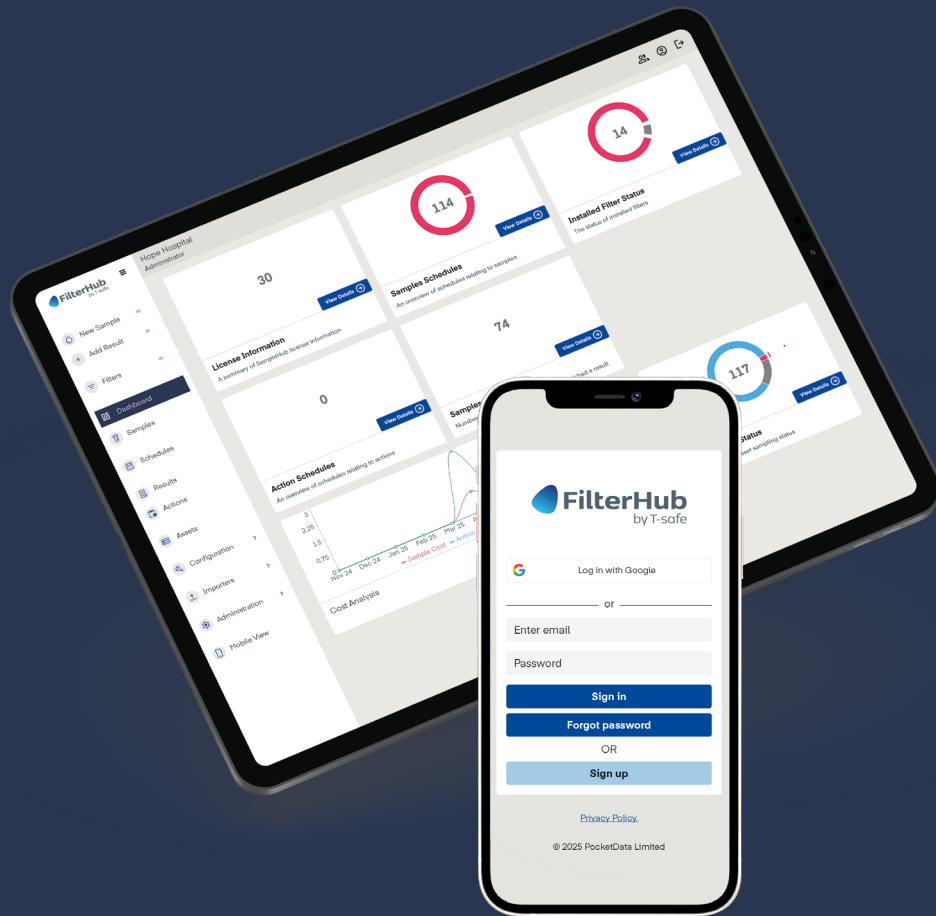 FilterHub
by T-safe
New Sample
Add Result
Filters
Dashboard
Samples
Schedules
Results
Actions
Assets
Configuration
Importers
Administration
Mobile View
Hope Hospital
Administrator
30
View Details
License Information
A summary of SampleHub license information
114
View Details
Samples Schedules
An overview of schedules relating to samples
14
View Details
Installed Filter Status
The status of installed filters
0
View Details
Action Schedules
An overview of schedules relating to actions
74
View Details
Samples
had a result
117
View Details
Status
sampling status
3
2.25
1.5
0.75
0
Nov 24
Dec 24
Jan 25
Feb 25
Mar 25
Sample Cost
Action
Cost Analysis
FilterHub
by T-safe
Log in with Google
or
Enter email
Password
Sign in
Forgot password
OR
Sign up
Privacy Policy.
© 2025 PocketData Limited